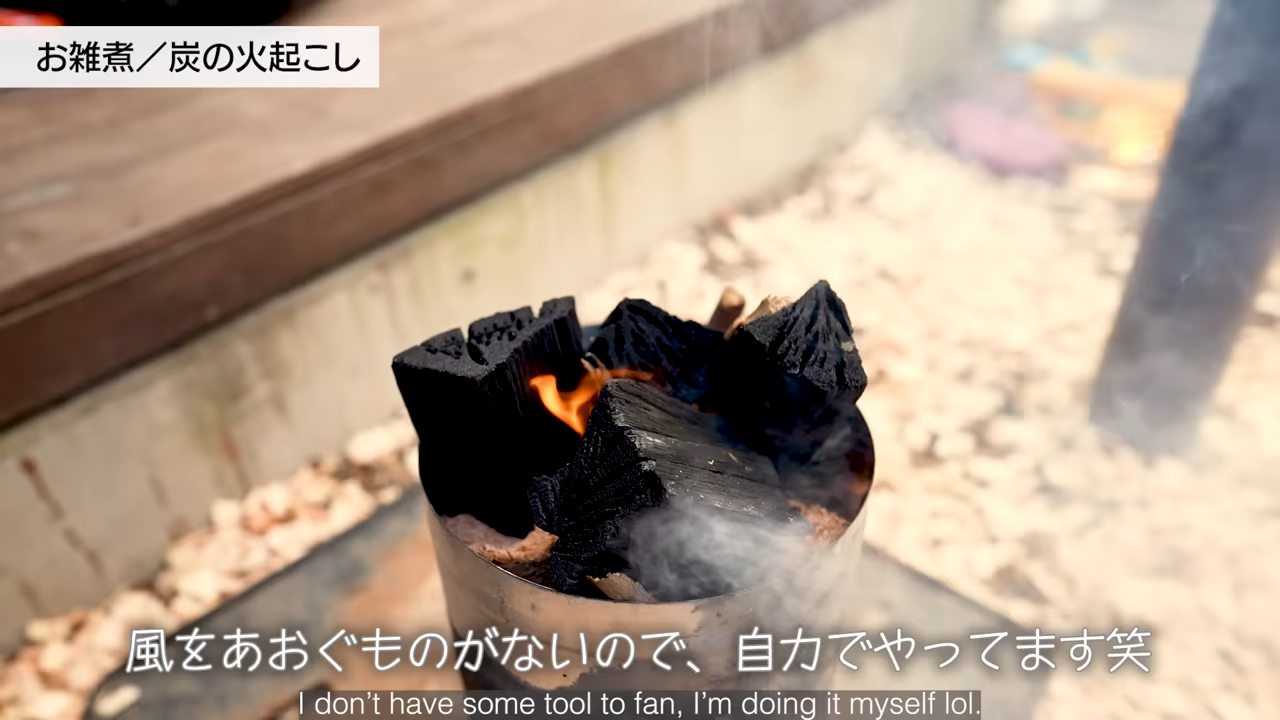 お雑煮／炭の火起こし
風をあおぐものがないので、自力でやってます笑
I don't have some tool to fan, I'm doing it myself lol.